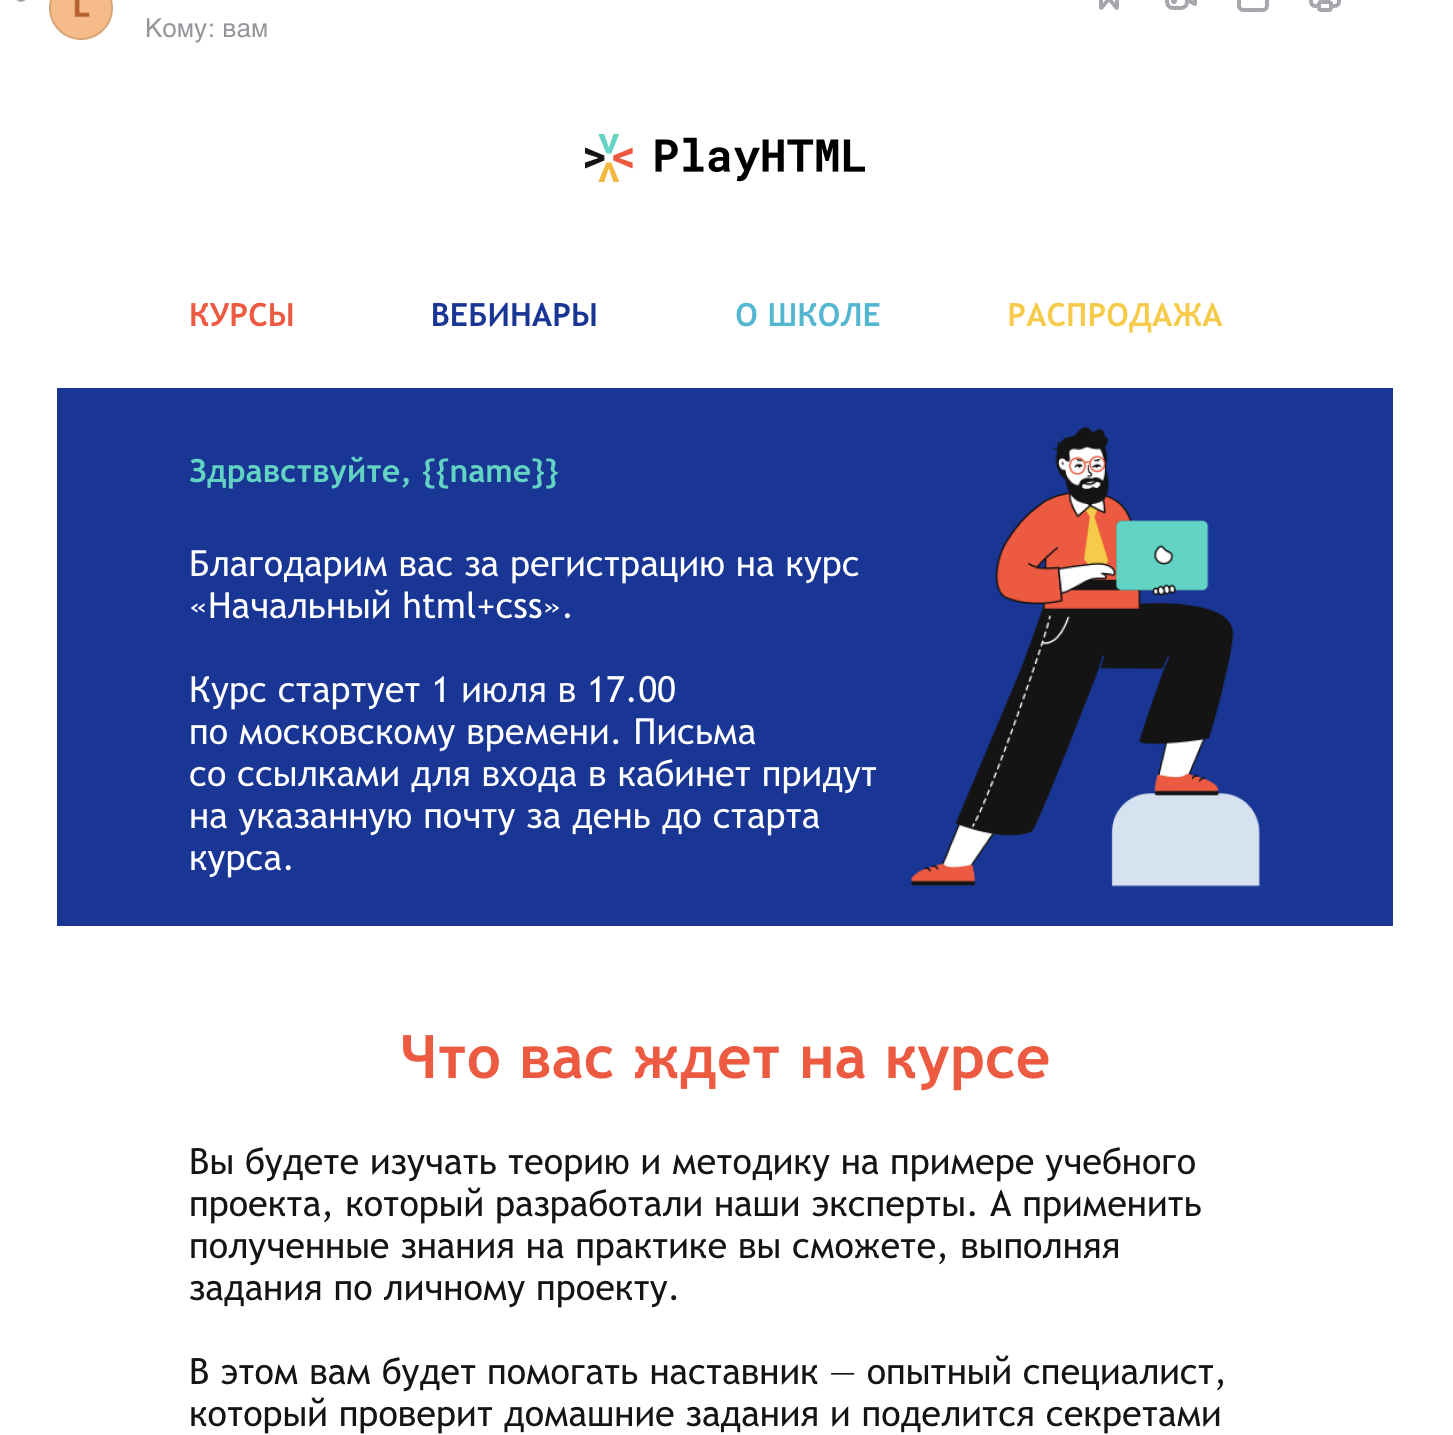 L
Кому: вам
PlayHTML
КУРСЫ ВЕБИНАРЫ О ШКОЛЕ РАСПРОДАЖА
Здравствуйте, {{name}}
Благодарим вас за регистрацию на курс
«Начальный html+css».
Курс стартует 1 июля в 17.00
по московскому времени. Письма
со ссылками для входа в кабинет придут
на указанную почту за день до старта
курса.
Что вас ждет на курсе
Вы будете изучать теорию и методику на примере учебного
проекта, который разработали наши эксперты. А применить
полученные знания на практике вы сможете, выполняя
задания по личному проекту.
В этом вам будет помогать наставник — опытный специалист,
который проверит домашние задания и поделится секретами